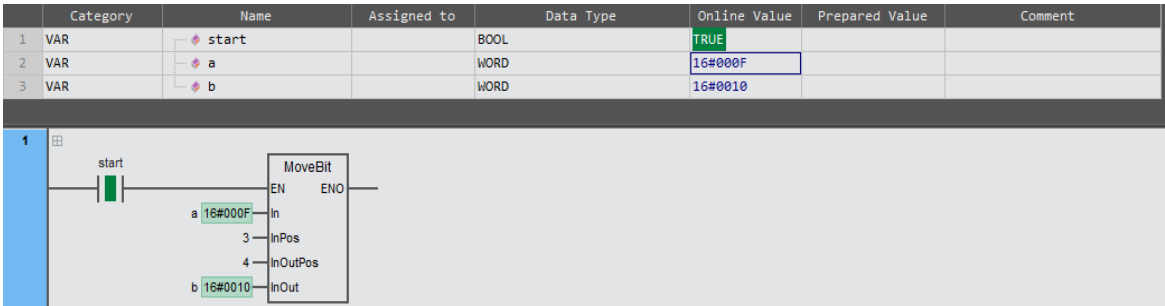 Category Name Assigned to Data Type Online Value Prepared Value Comment
1 VAR start BOOL TRUE
2 VAR a WORD 16#000F
3 VAR b WORD 16#0010
1
start
MoveBit
EN ENO
a 16#000F In
3 InPos
4 InOutPos
b 16#0010 InOut